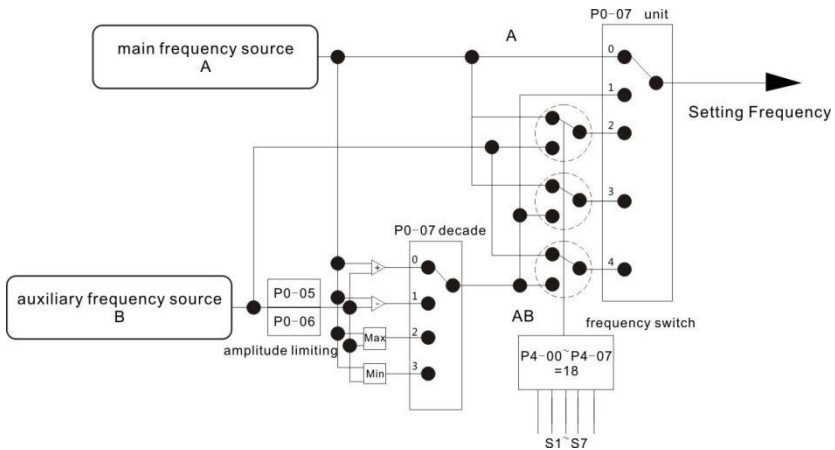 P0-07 unit
main frequency source
A
A
0
1
2
3
4
Setting Frequency
P0-07 decade
auxiliary frequency source
B
P0-05
P0-06
amplitude limiting
+
-
Max
Min
0
1
2
3
AB
frequency switch
P4-00~P4-07
=18
S1~S7